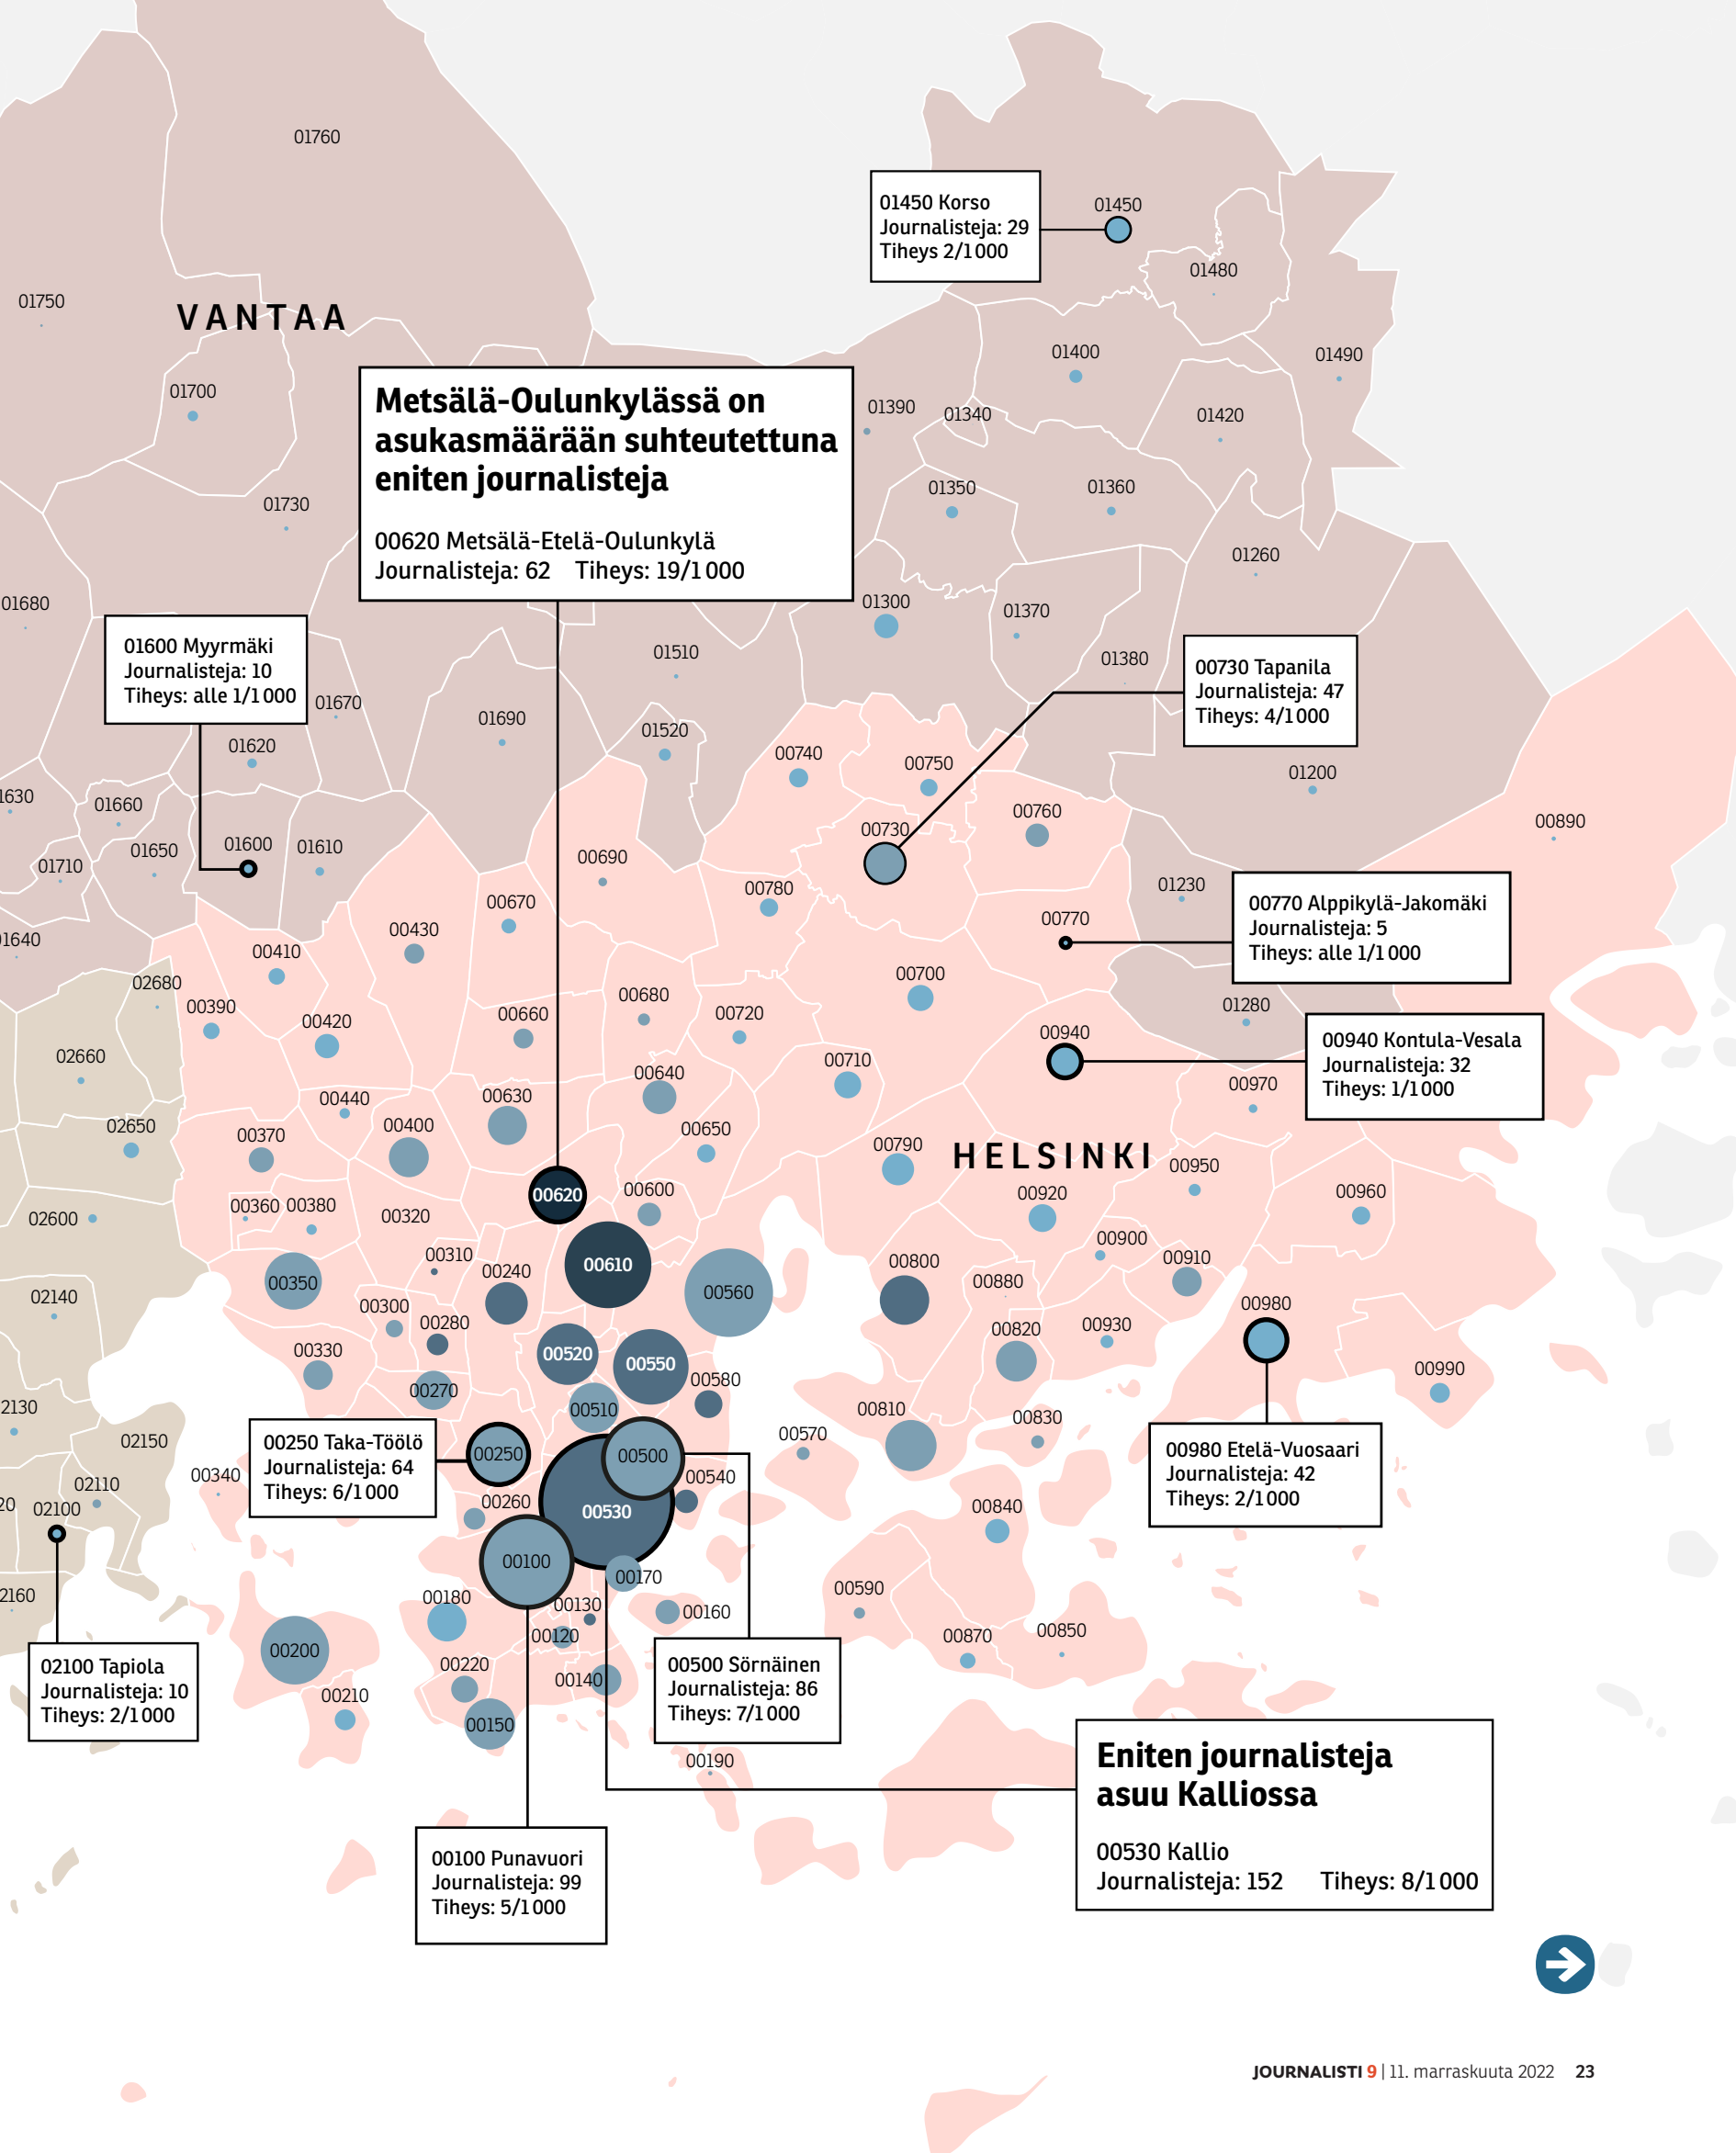 01760
01450 Korso
Journalisteja: 29
Tiheys 2/1 000
01450
01480
01750
VANTAA
01400
01490
01700
Metsälä-Oulunkylässä on
asukasmäärään suhteutettuna
eniten journalisteja
00620 Metsälä-Etelä-Oulunkylä
Journalisteja: 62 Tiheys: 19/1 000
01390
01340
01420
01350
01360
01730
01260
01680
01300
01370
01600 Myyrmäki
Journalisteja: 10
Tiheys: alle 1/1 000
01510
01380
00730 Tapanila
Journalisteja: 47
Tiheys: 4/1 000
01670
01690
01520
01620
00740
00750
01200
1630
01660
00760
00890
00730
01600
01610
01650
00690
01710
00780
01230
00670
00770
00770 Alppikylä-Jakomäki
Journalisteja: 5
Tiheys: alle 1/1 000
00430
01640
00410
02680
00700
00680
01280
00390
00420
00660
00720
00940
00940 Kontula-Vesala
Journalisteja: 32
Tiheys: 1/1 000
02660
00710
00640
00970
00630
00440
02650
00370
00400
00650
00790
HELSINKI
00950
00620
00600
00920
00960
00360
00380
00320
02600
00900
00310
00610
00910
00240
00800
00350
00560
00880
02140
00300
00280
00980
00820
00930
00330
00520
00550
00270
00580
00990
2130
00510
00810
00830
00250 Taka-Töölö
Journalisteja: 64
Tiheys: 6/1 000
00250
00500
00570
00980 Etelä-Vuosaari
Journalisteja: 42
Tiheys: 2/1 000
02150
00340
02110
00540
20
02100
00260
00530
00840
00100
00170
2160
00180
00130
00160
00590
00120
00870
00850
00200
00220
00140
00500 Sörnäinen
Journalisteja: 86
Tiheys: 7/1 000
02100 Tapiola
Journalisteja: 10
Tiheys: 2/1 000
00210
00150
00190
Eniten journalisteja
asuu Kalliossa
00530 Kallio
Journalisteja: 152 Tiheys: 8/1 000
00100 Punavuori
Journalisteja: 99
Tiheys: 5/1 000
JOURNALISTI 9 | 11. marraskuuta 2022 23